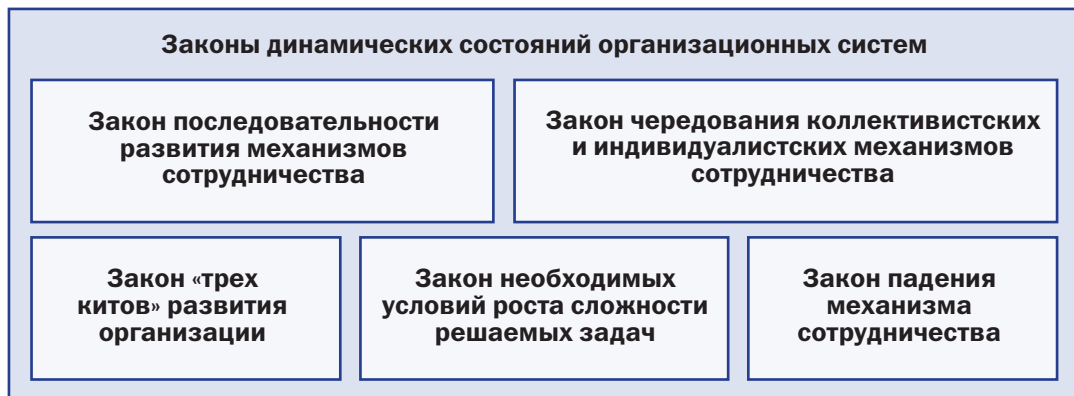 Законы динамических состояний организационных систем
Закон последовательности
развития механизмов
сотрудничества
Закон чередования коллективистских
и индивидуалистских механизмов
сотрудничества
Закон «трех
китов» развития
организации
Закон необходимых
условий роста сложности
решаемых задач
Закон падения
механизма
сотрудничества